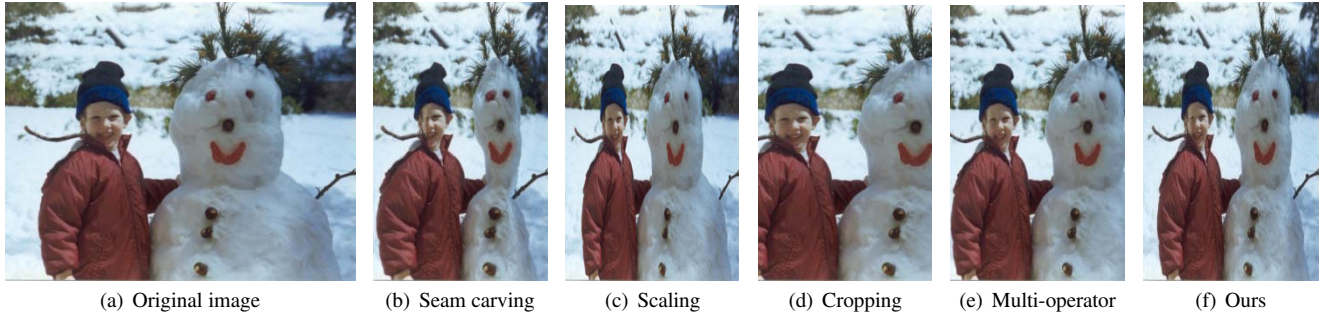 (a) Original image
(b) Seam carving
(c) Scaling
(d) Cropping
(e) Multi-operator
(f) Ours